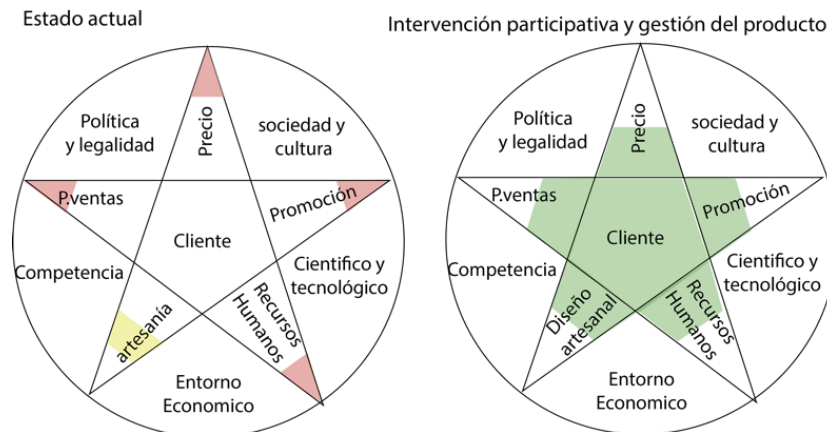 Estado actual
Política
y legalidad
Precio
sociedad y
cultura
P.ventas
Promoción
Cliente
Competencia
Cientifico y
tecnológico
artesanía
Recursos
Humanos
Entorno
Economico
Intervención participativa y gestión del producto
Política
y legalidad
Precio
sociedad y
cultura
P.ventas
Promoción
Cliente
Competencia
Cientifico y
tecnológico
Diseño
artesanal
Recursos
Humanos
Entorno
Economico